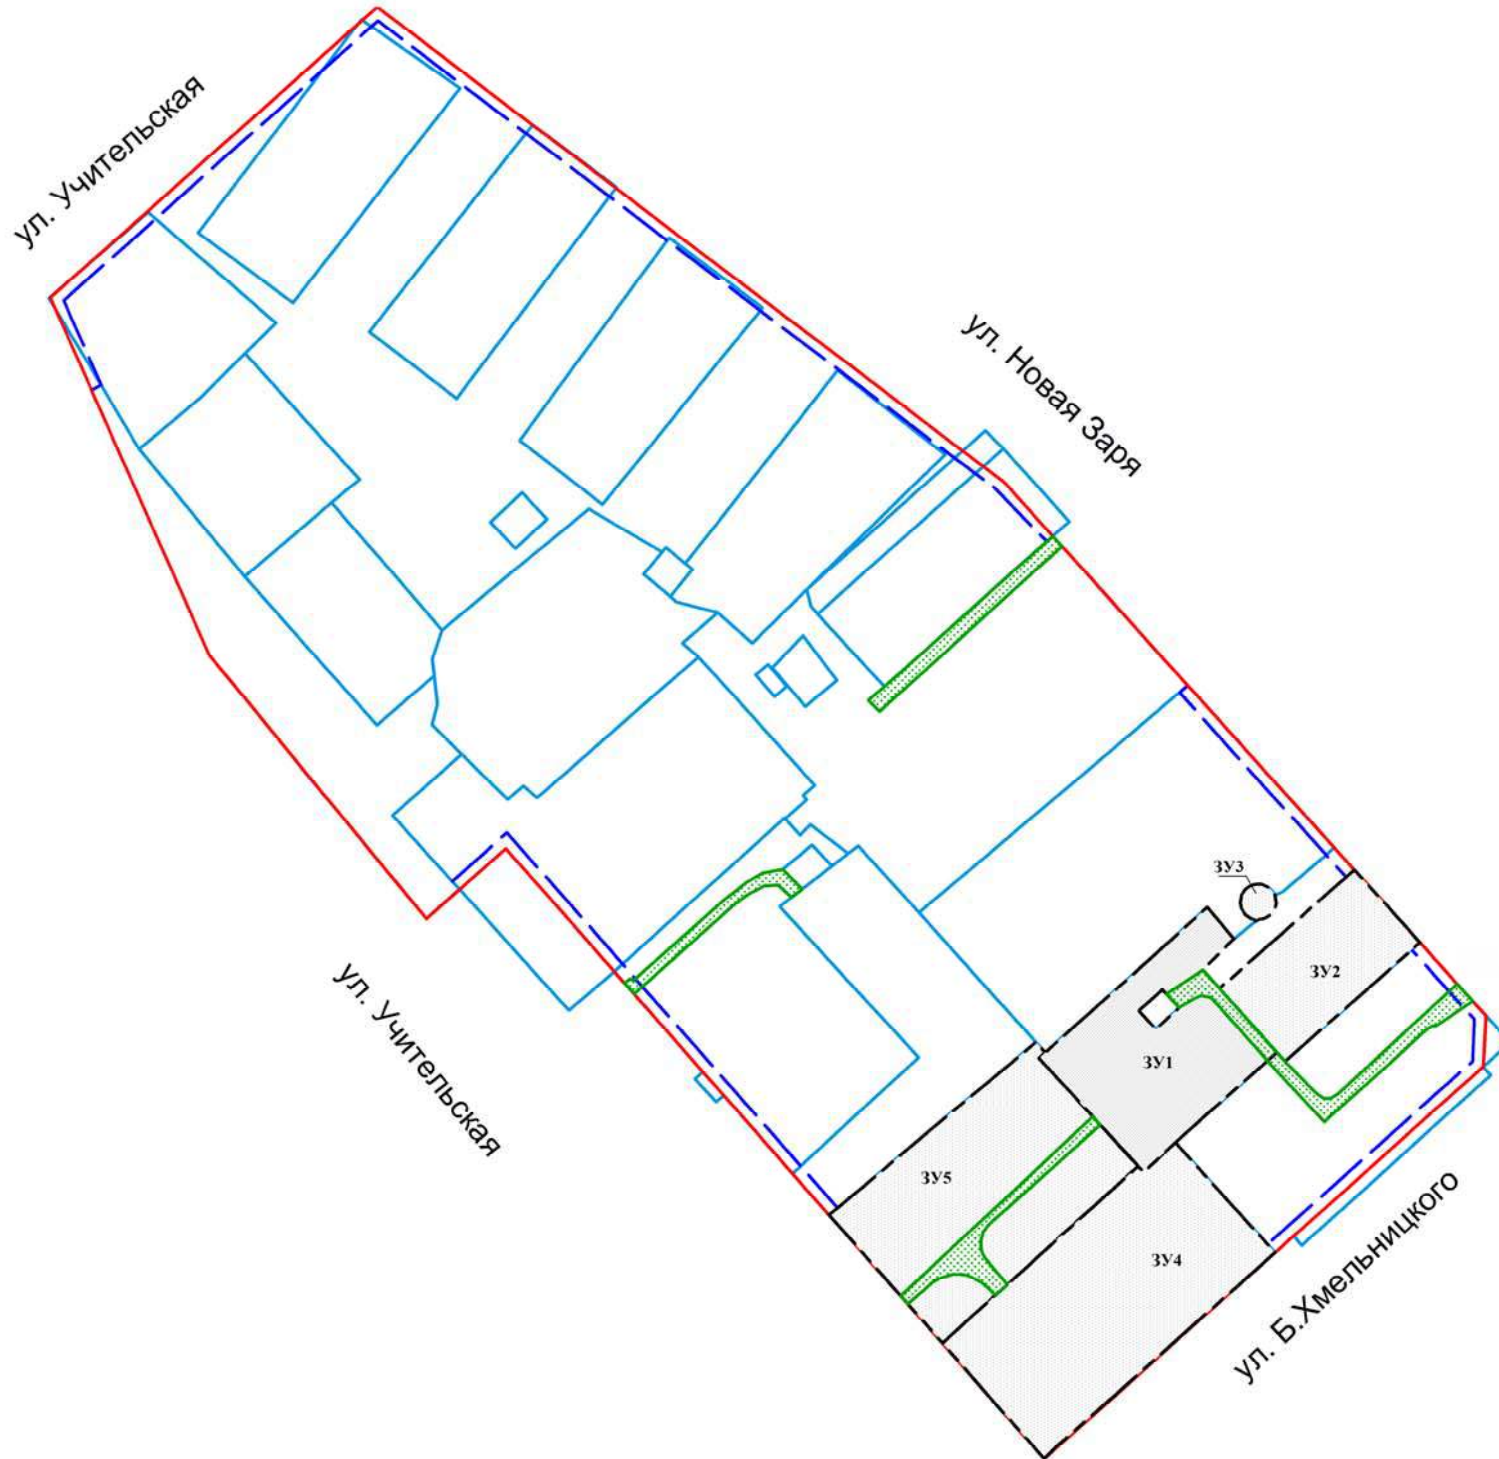 ул. Учительская
ул. Новая Заря
ЗУ3
ЗУ2
ул. Учительская
ЗУ1
ЗУ5
ЗУ4
ул. Б.Хмельницкого